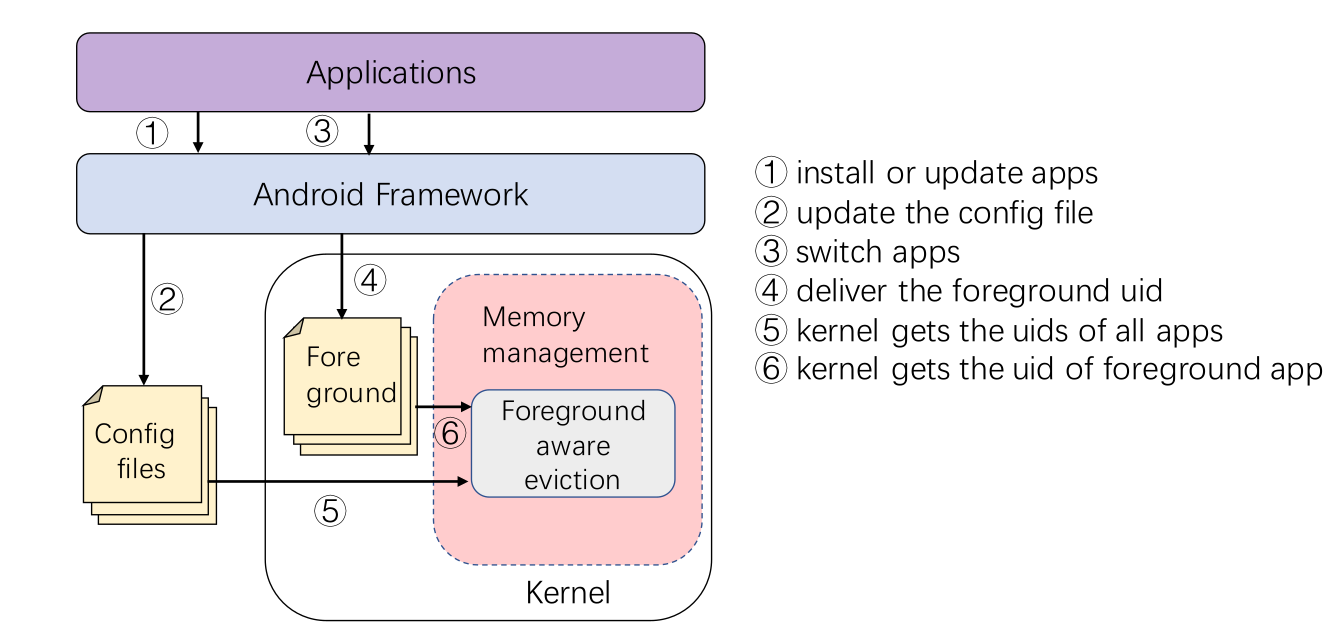 Applications
①
③
Android Framework
②
④
Fore
ground
Memory
management
Foreground
aware
eviction
⑥
Config
files
⑤
Kernel
① install or update apps
② update the config file
③ switch apps
④ deliver the foreground uid
⑤ kernel gets the uids of all apps
⑥ kernel gets the uid of foreground app